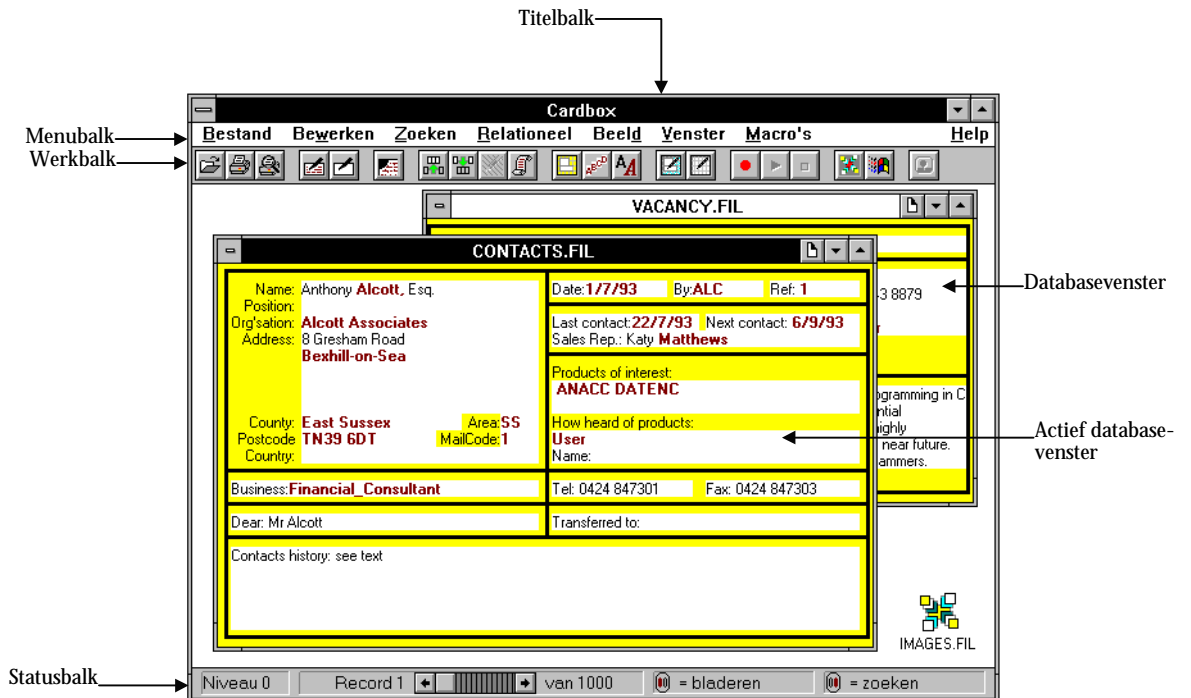 Titelbalk
Cardbox
Menubalk
Bestand Bewerken Zoeken Relationeel Beeld Venster Macro's Help
Werkbalk
VACANCY.FIL
CONTACTS.FIL
Name: Anthony Alcott, Esq.
Position:
Org'sation: Alcott Associates
Address: 8 Gresham Road
Bexhill-on-Sea
County: East Sussex Area:SS
Postcode TN39 6DT MailCode:1
Country:
Date:1/7/93 By:ALC Ref: 1
Last contact:22/7/93 Next contact: 6/9/93
Sales Rep.: Katy Matthews
Products of interest:
ANACC DATENC
How heard of products:
User
Name:
Business:Financial_Consultant
Tel: 0424 847301 Fax: 0424 847303
Dear: Mr Alcott
Transferred to:
Contacts history: see text
8879
Databasevenster
programming in C
ential
highly
near future.
ammers.
Actief database-
venster
IMAGES.FIL
Statusbalk
Niveau 0 Record 1 van 1000 = bladeren = zoeken